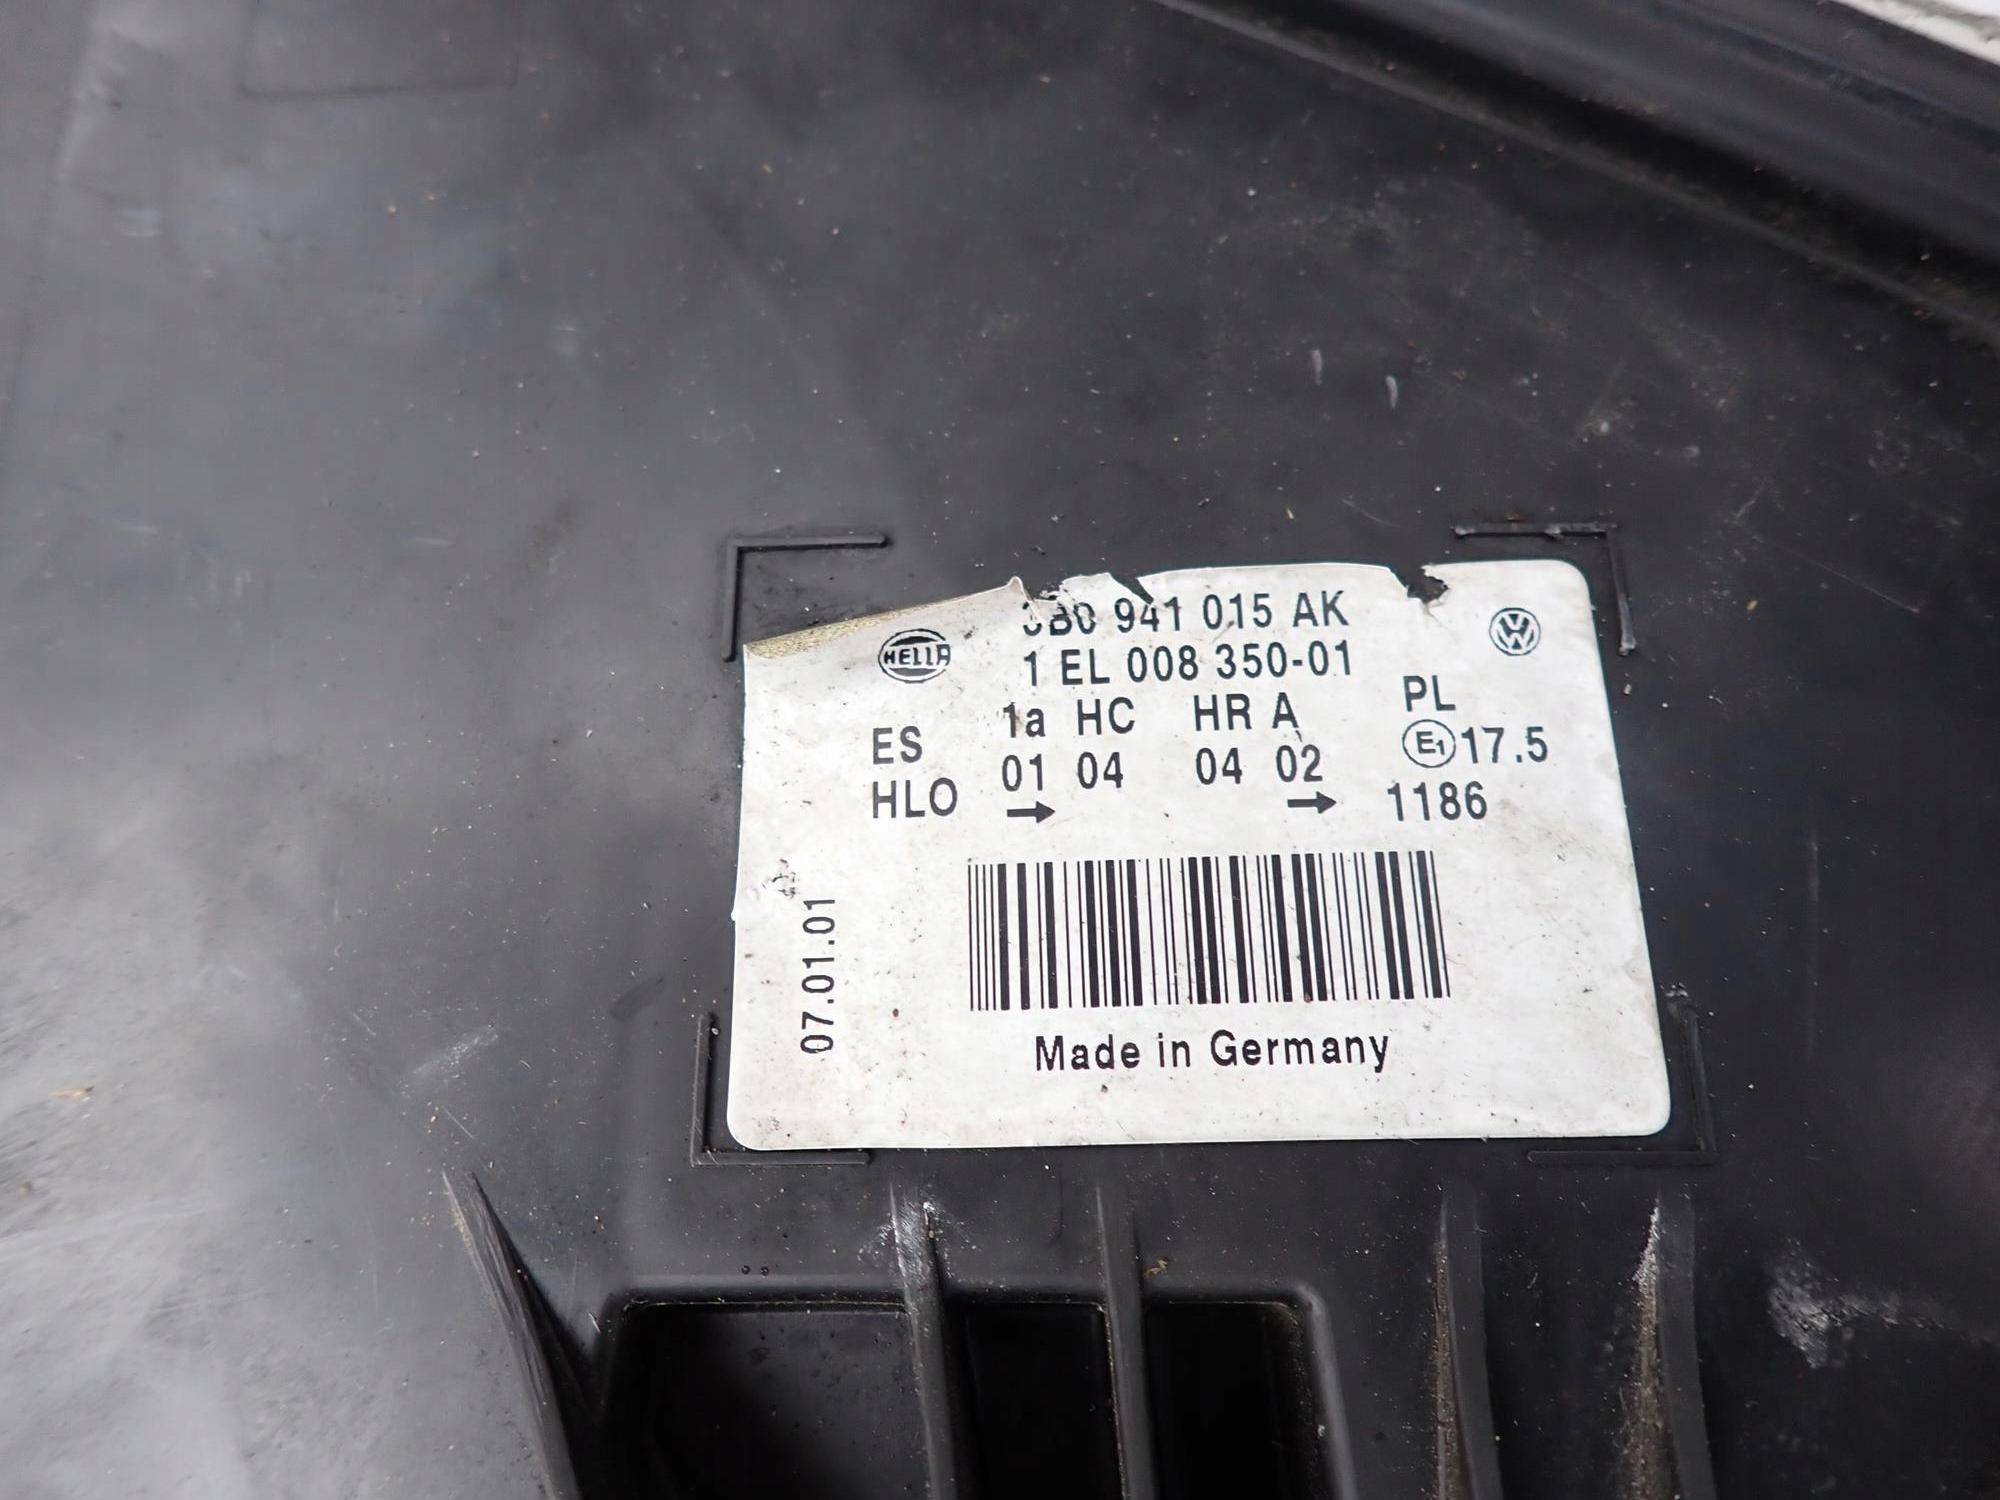 HELLA
3B0 941 015 AK
1 EL 008 350-01
1a HC HR A PL
ES
01 04 04 02 E1 17.5
HLO → → 1186
07.01.01
Made in Germany